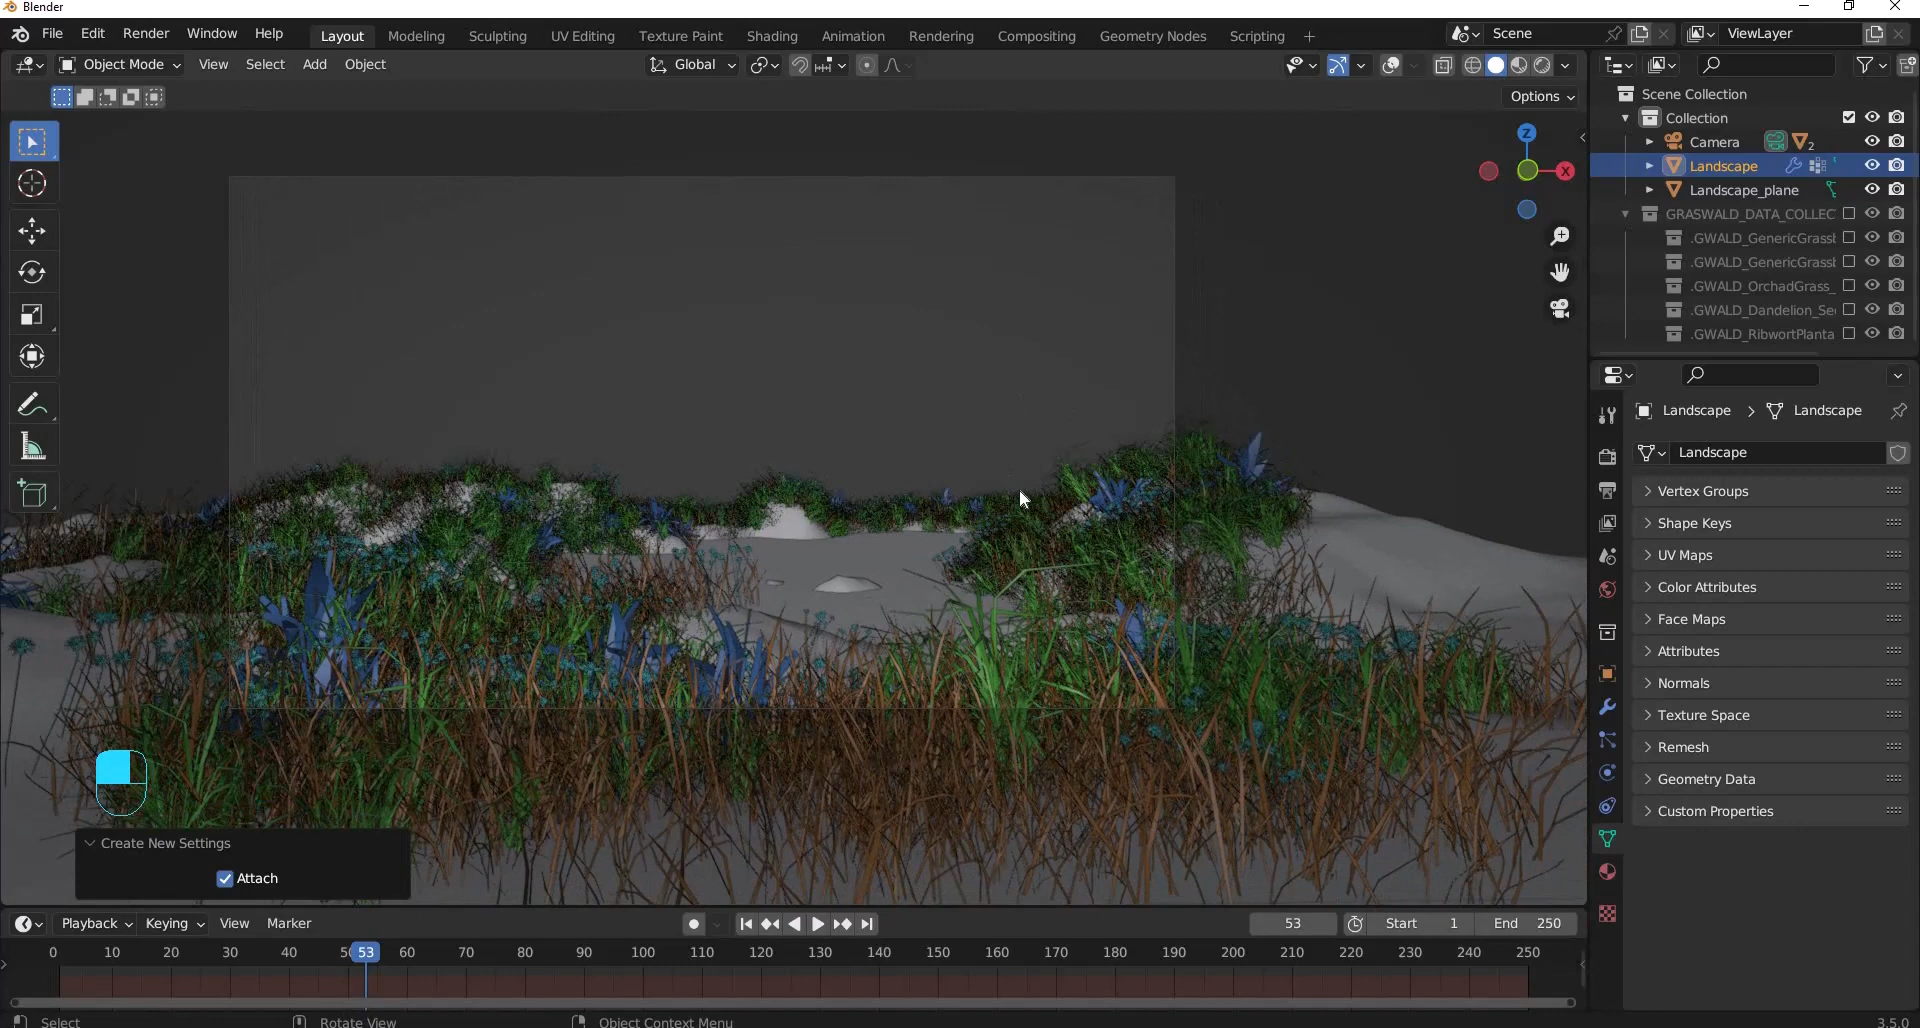 Blender
File Edit Render Window Help Layout Modeling Sculpting UV Editing Texture Paint Shading Animation Rendering Compositing Geometry Nodes Scripting + Scene ViewLayer
Object Mode View Select Add Object Global
Options
Z
X
Scene Collection
Collection
Camera 2
Landscape
Landscape_plane
GRASWALD_DATA_COLLEC
.GWALD_GenericGrass
.GWALD_GenericGrass
.GWALD_OrchadGrass_
.GWALD_Dandelion_Se
.GWALD_RibwortPlanta
Landscape > Landscape
Landscape
Vertex Groups
Shape Keys
UV Maps
Color Attributes
Face Maps
Attributes
Normals
Texture Space
Remesh
Geometry Data
Custom Properties
Create New Settings
Attach
Playback Keying View Marker 53 Start 1 End 250
0 10 20 30 40 53 60 70 80 90 100 110 120 130 140 150 160 170 180 190 200 210 220 230 240 250
Select Rotate View Object Context Menu 3.5.0